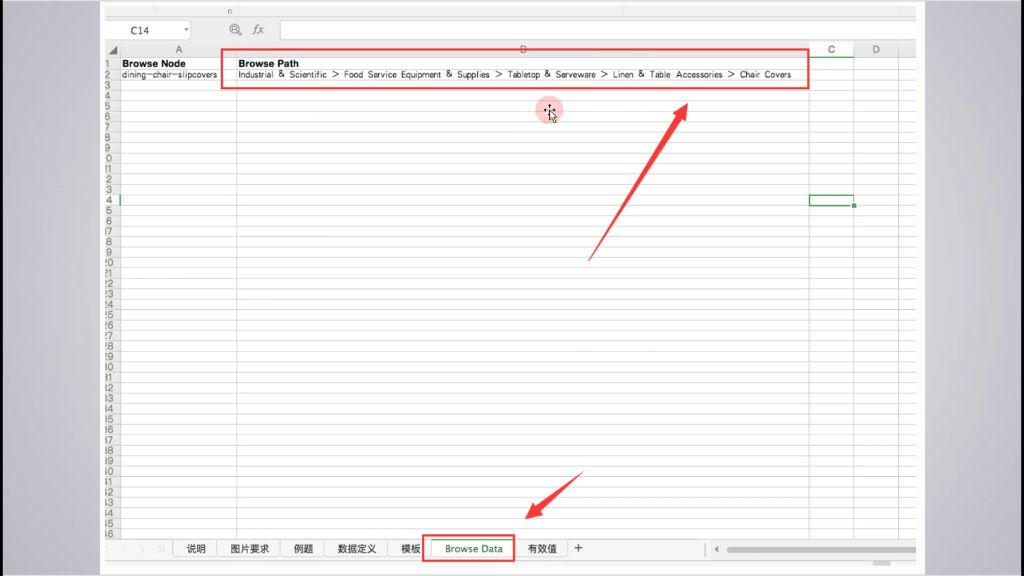 C14
fx
A B C D
Browse Node Browse Path
dining-chair-slipcovers Industrial & Scientific > Food Service Equipment & Supplies > Tabletop & Serveware > Linen & Table Accessories > Chair Covers
说明 图片要求 例题 数据定义 模板 Browse Data 有效值 +